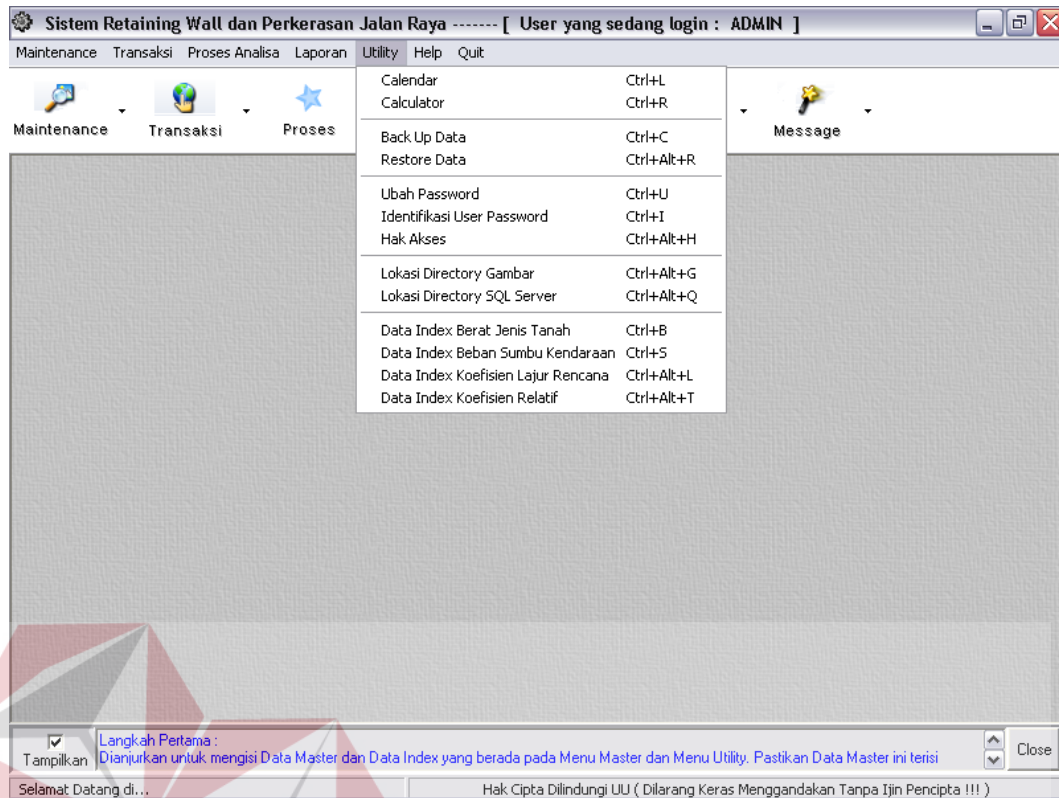 Sistem Retaining Wall dan Perkerasan Jalan Raya ------- [ User yang sedang login : ADMIN ]
Maintenance Transaksi Proses Analisa Laporan Utility Help Quit
Maintenance Transaksi Proses Message
Calendar Ctrl+L
Calculator Ctrl+R
Back Up Data Ctrl+C
Restore Data Ctrl+Alt+R
Ubah Password Ctrl+U
Identifikasi User Password Ctrl+I
Hak Akses Ctrl+Alt+H
Lokasi Directory Gambar Ctrl+Alt+G
Lokasi Directory SQL Server Ctrl+Alt+Q
Data Index Berat Jenis Tanah Ctrl+B
Data Index Beban Sumbu Kendaraan Ctrl+S
Data Index Koefisien Lajur Rencana Ctrl+Alt+L
Data Index Koefisien Relatif Ctrl+Alt+T
Tampilkan
Langkah Pertama :
Dianjurkan untuk mengisi Data Master dan Data Index yang berada pada Menu Master dan Menu Utility. Pastikan Data Master ini terisi
Close
Selamat Datang di... Hak Cipta Dilindungi UU ( Dilarang Keras Menggandakan Tanpa Ijin Pencipta !!! )